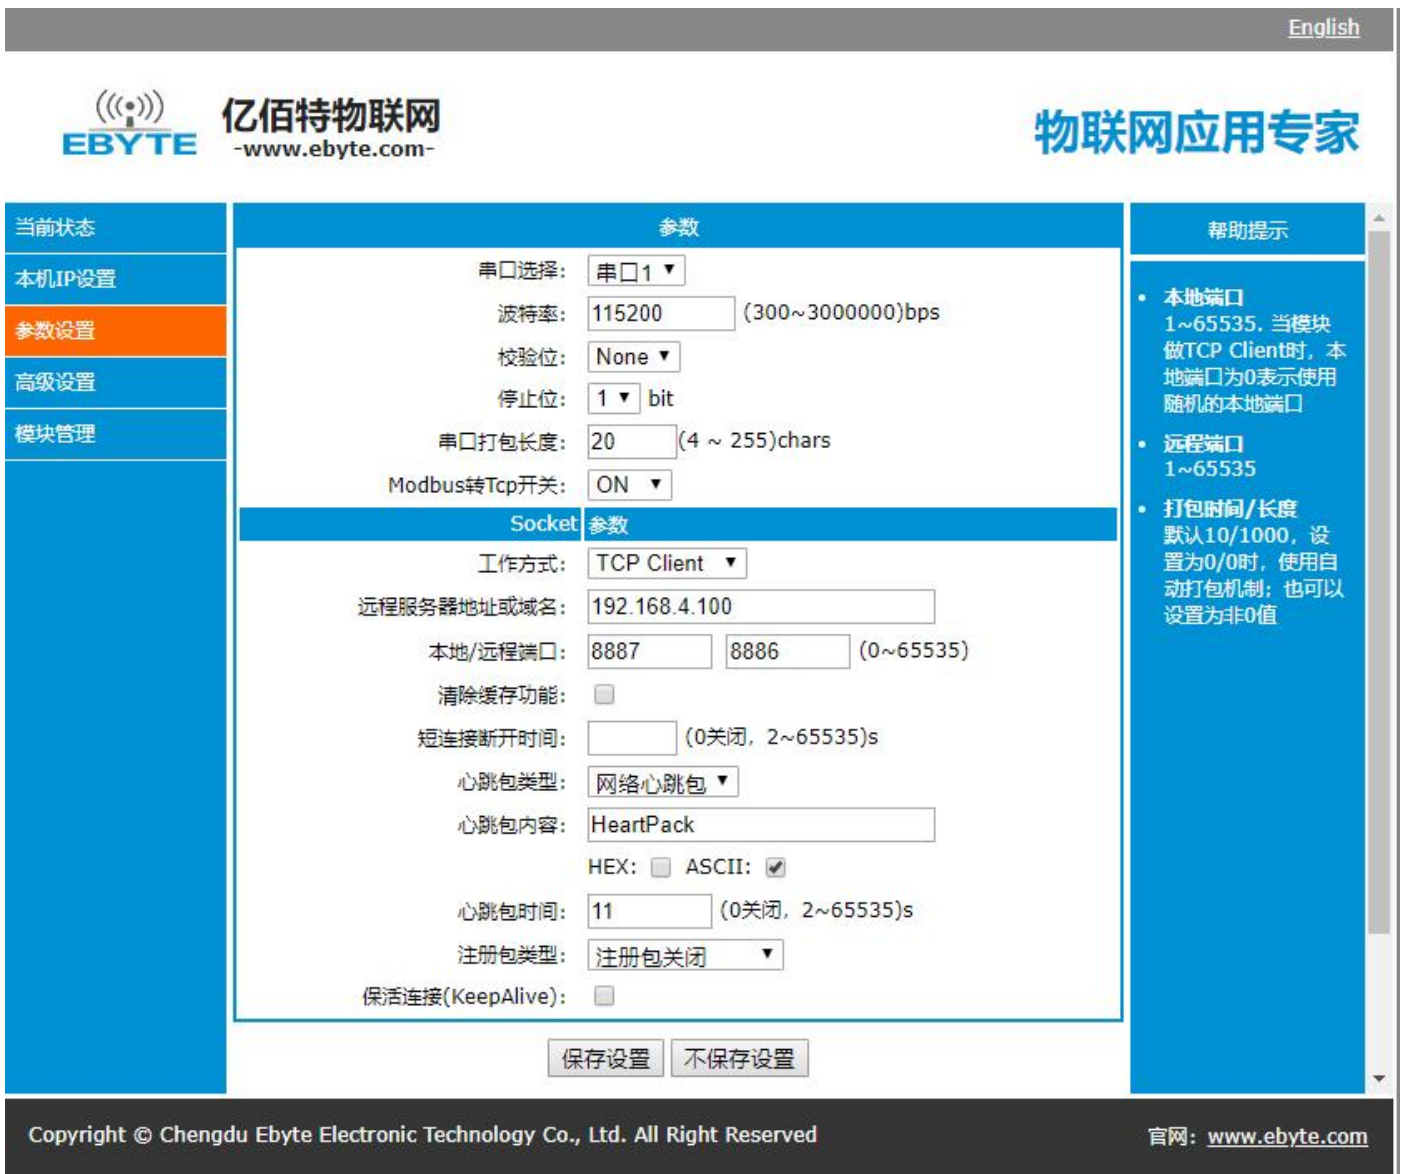 English
EBYTE
亿佰特物联网
-www.ebyte.com-
物联网应用专家
当前状态
本机IP设置
参数设置
高级设置
模块管理
参数
串口选择: 串口1
波特率: 115200 (300~3000000)bps
校验位: None
停止位: 1 bit
串口打包长度: 20 (4 ~ 255)chars
Modbus转Tcp开关: ON
Socket 参数
工作方式: TCP Client
远程服务器地址或域名: 192.168.4.100
本地/远程端口: 8887 8886 (0~65535)
清除缓存功能:
短连接断开时间: (0关闭, 2~65535)s
心跳包类型: 网络心跳包
心跳包内容: HeartPack
HEX: ASCII:
心跳包时间: 11 (0关闭, 2~65535)s
注册包类型: 注册包关闭
保活连接(KeepAlive):
保存设置 不保存设置
帮助提示
• 本地端口
1~65535. 当模块
做TCP Client时, 本
地端口为0表示使用
随机的本地端口
• 远程端口
1~65535
• 打包时间/长度
默认10/1000, 设
置为0/0时, 使用自
动打包机制; 也可以
设置为非0值
Copyright © Chengdu Ebyte Electronic Technology Co., Ltd. All Right Reserved
官网: www.ebyte.com